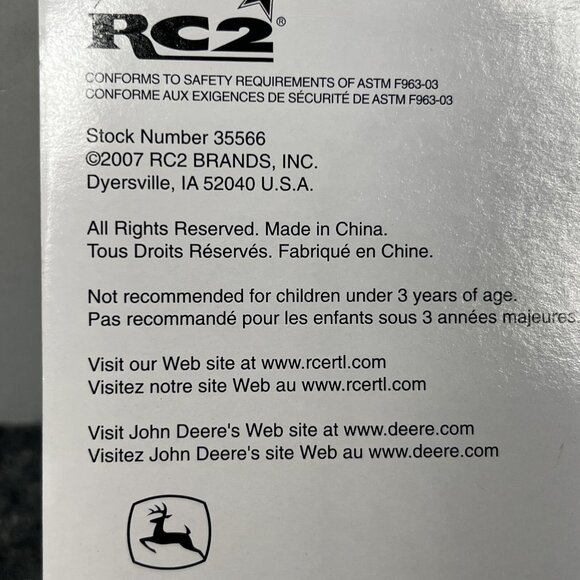 RC2®
CONFORMS TO SAFETY REQUIREMENTS OF ASTM F963-03
CONFORME AUX EXIGENCES DE SÉCURITÉ DE ASTM F963-03
Stock Number 35566
©2007 RC2 BRANDS, INC.
Dyersville, IA 52040 U.S.A.
All Rights Reserved. Made in China.
Tous Droits Réservés. Fabriqué en Chine.
Not recommended for children under 3 years of age.
Pas recommandé pour les enfants sous 3 années majeures.
Visit our Web site at www.rcertl.com
Visitez notre site Web au www.rcertl.com
Visit John Deere's Web site at www.deere.com
Visitez John Deere's site Web au www.deere.com